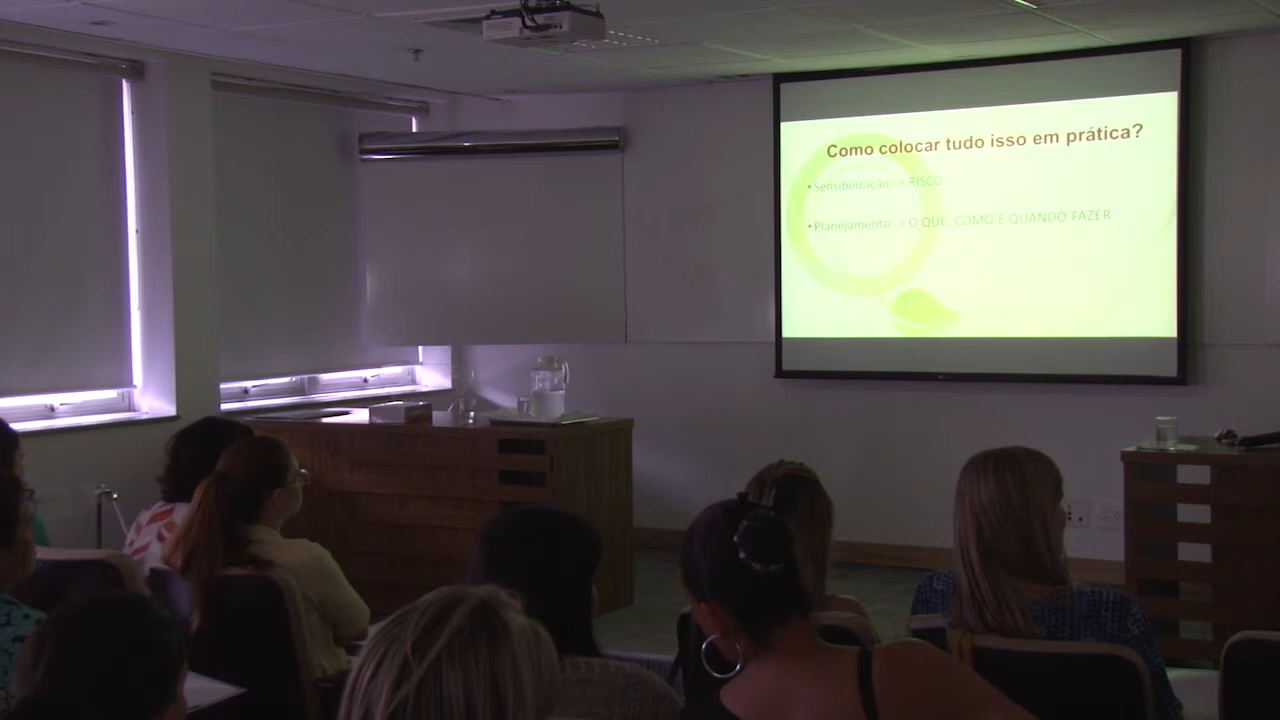 Como colocar tudo isso em prática?
• Sensibilização -> RISCO
• Planejamento -> O QUE, COMO E QUANDO FAZER